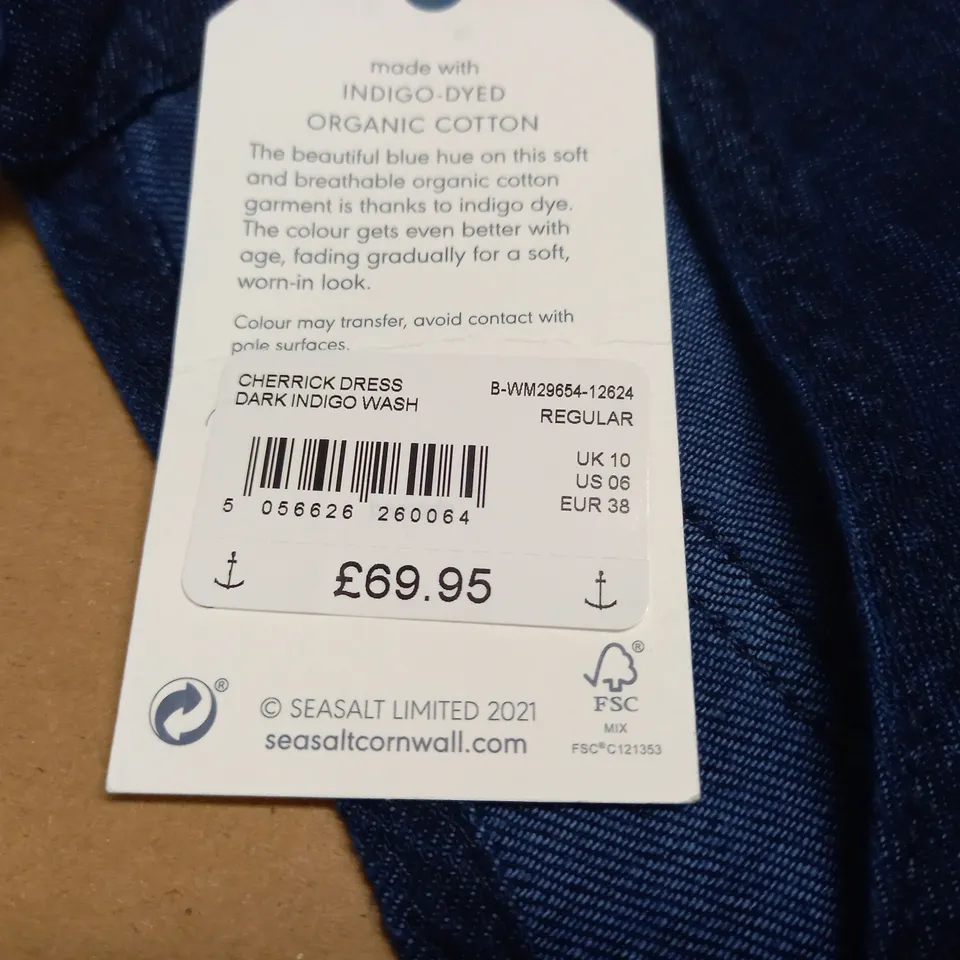 made with
INDIGO-DYED
ORGANIC COTTON
The beautiful blue hue on this soft
and breathable organic cotton
garment is thanks to indigo dye.
The colour gets even better with
age, fading gradually for a soft,
worn-in look.
Colour may transfer, avoid contact with
pale surfaces.
CHERRICK DRESS B-WM29654-12624
DARK INDIGO WASH REGULAR
UK 10
US 06
EUR 38
5 056626 260064
£69.95
®
®
FSC
MIX
FSC® C121353
© SEASALT LIMITED 2021
seasaltcornwall.com